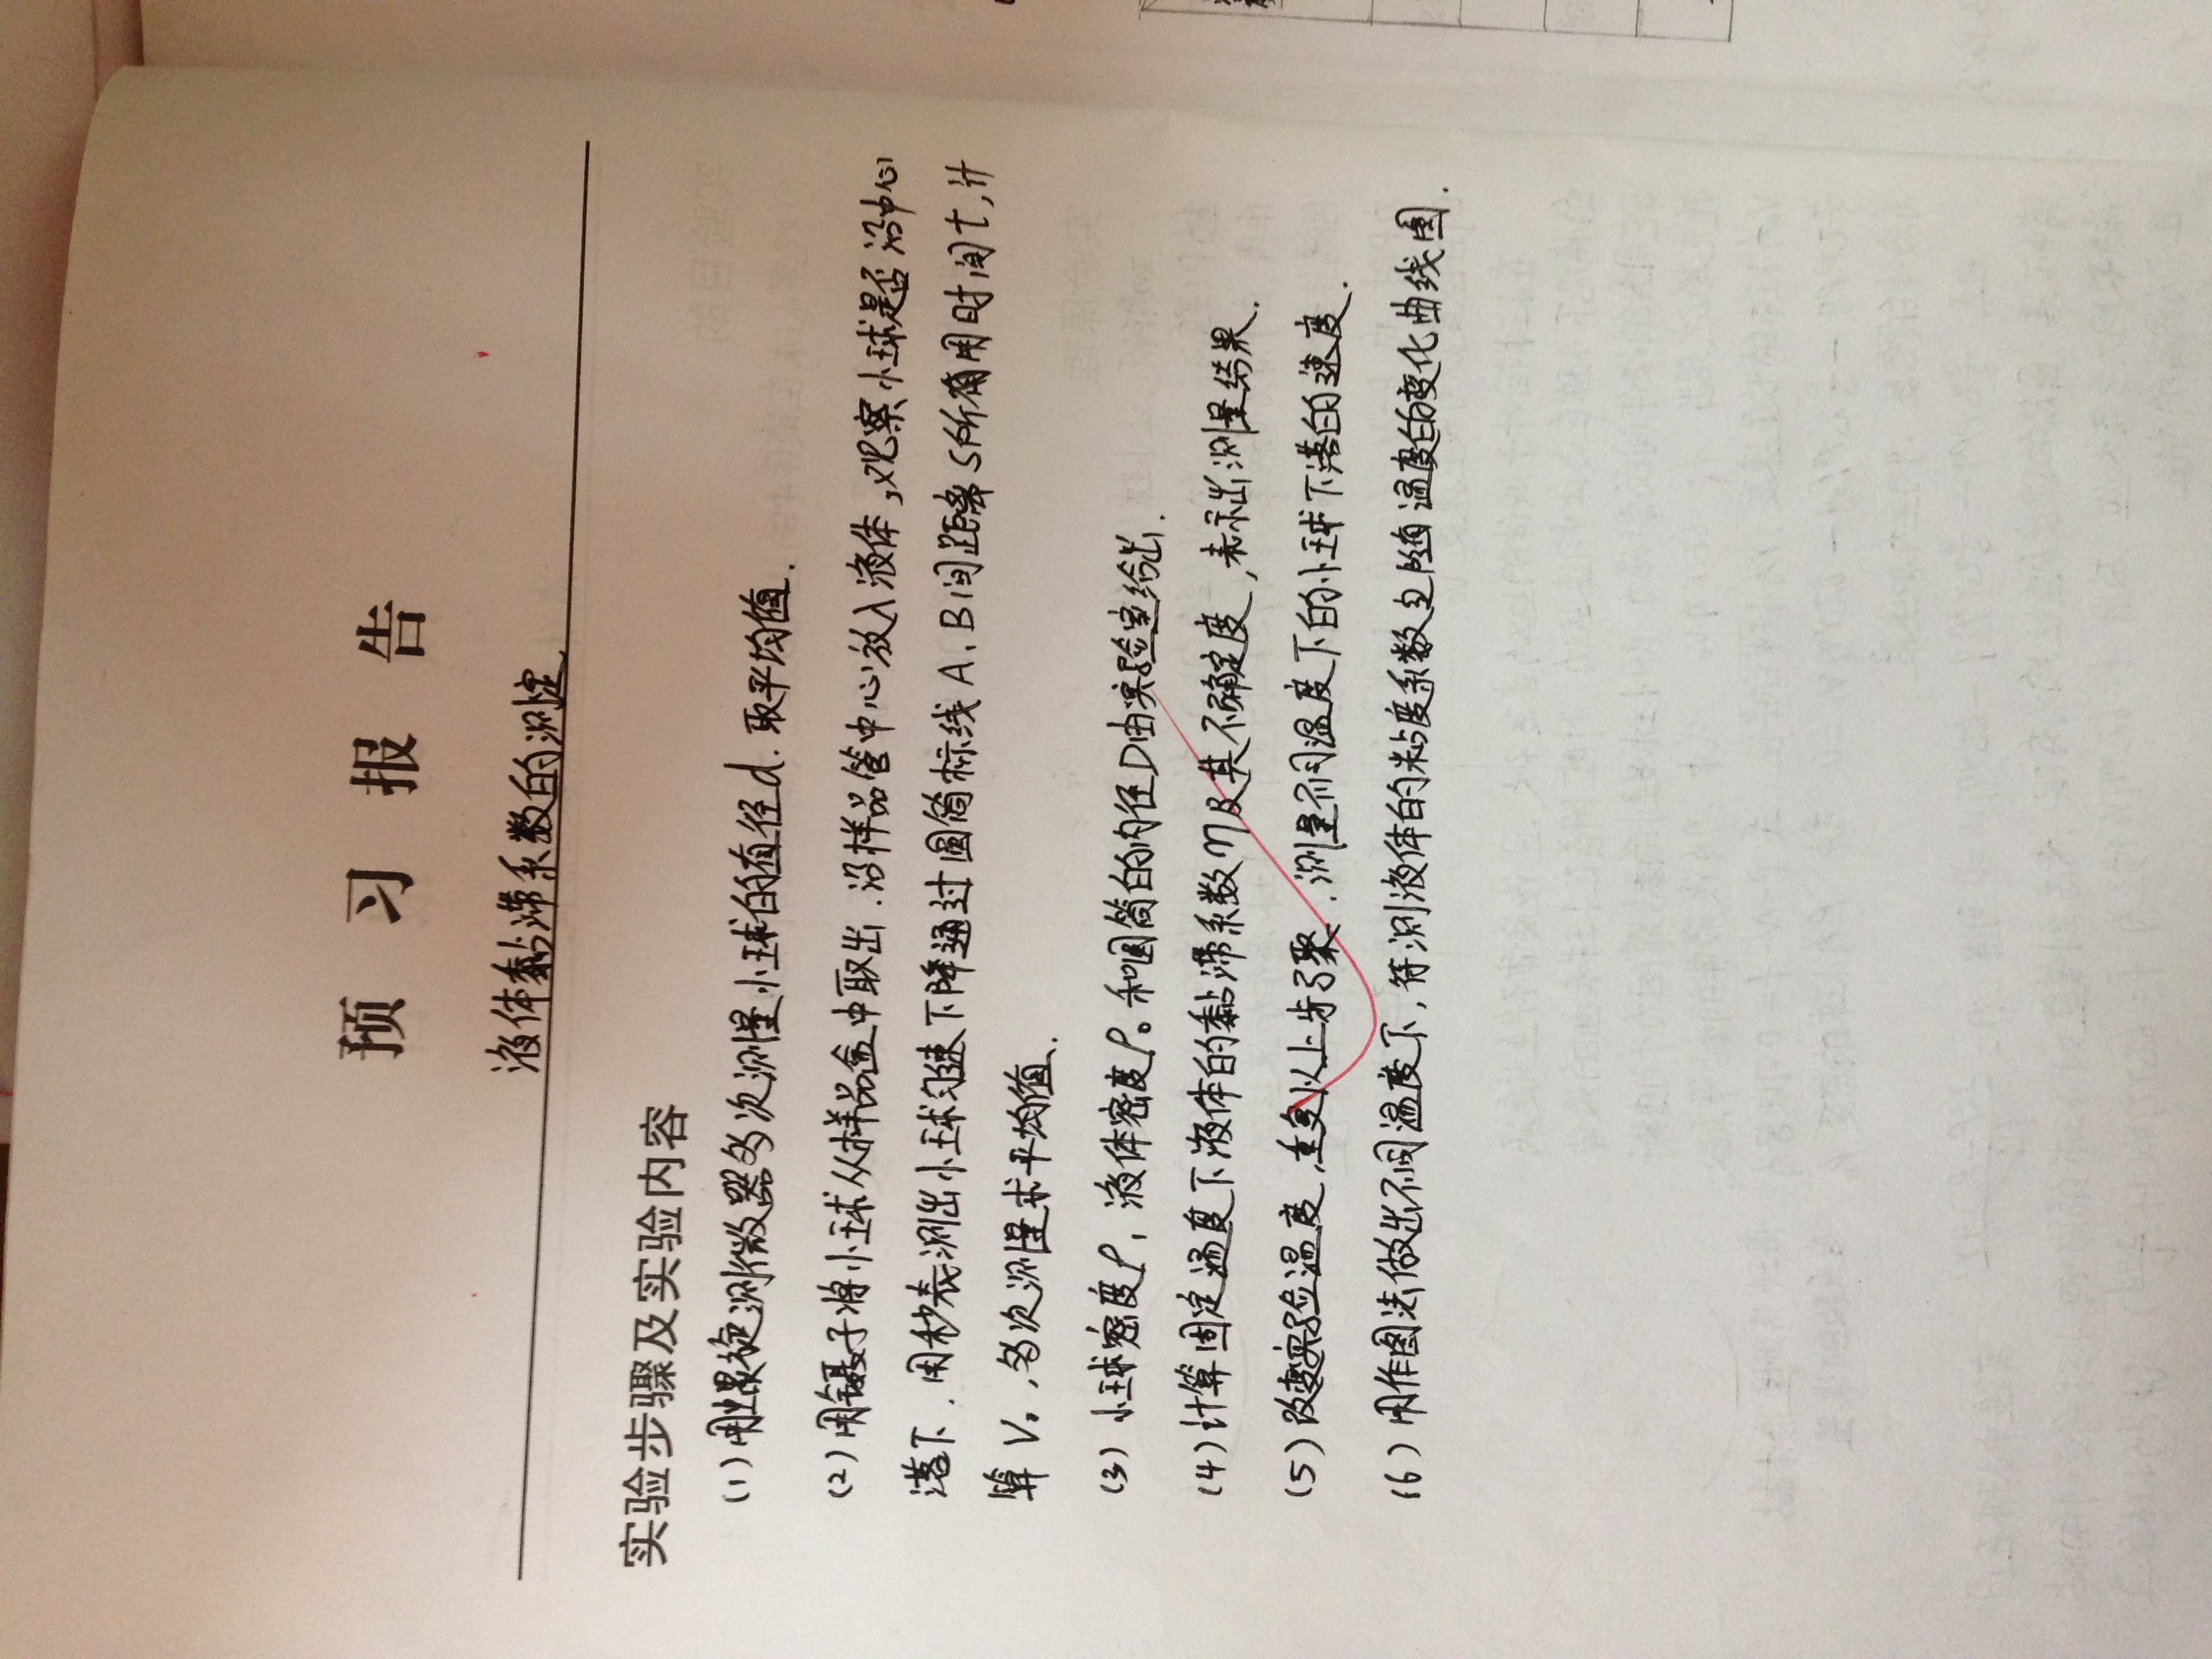 预习报告
液体黏滞系数的测定
实验步骤及实验内容
(1)用螺旋测微器多次测量小球的直径d.取平均值.
(2)用镊子将小球从样品盒中取出.沿样品管中心放入液体,观察小球是否沿中心
落下.用秒表测出小球匀速下降通过圆筒标线A、B间距离S所需用时间t,并
算V₀,多次测量求平均值.
(3)小球密度ρ,液体密度ρ₀和圆筒的内径D由实验室给出.
(4)计算固定温度下液体的黏滞系数η及其不确定度,表示出测量结果.
(5)改变实验温度,重复以上步骤.测量不同温度下的小球下落的速度.
(6)用作图法做出不同温度下,待测液体的粘度系数与随温度的变化曲线图.